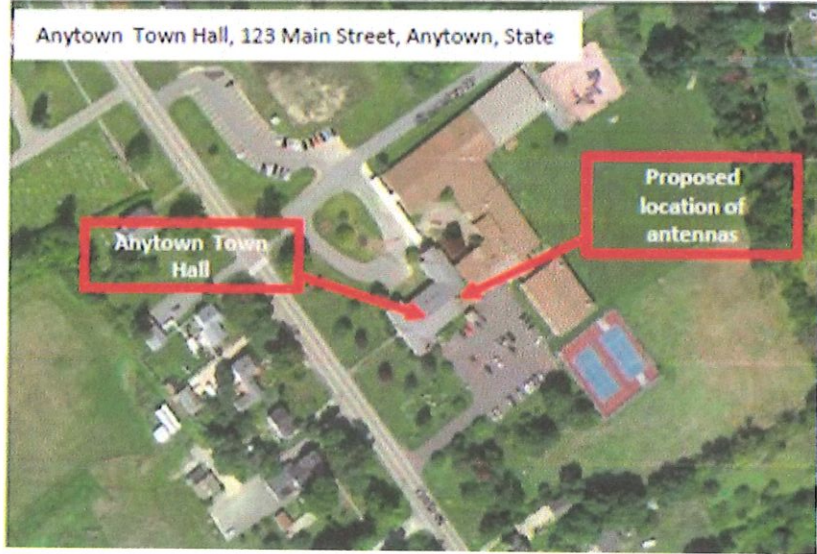 Anytown Town Hall, 123 Main Street, Anytown, State
Proposed
location of
antennas
Anytown Town
Hall